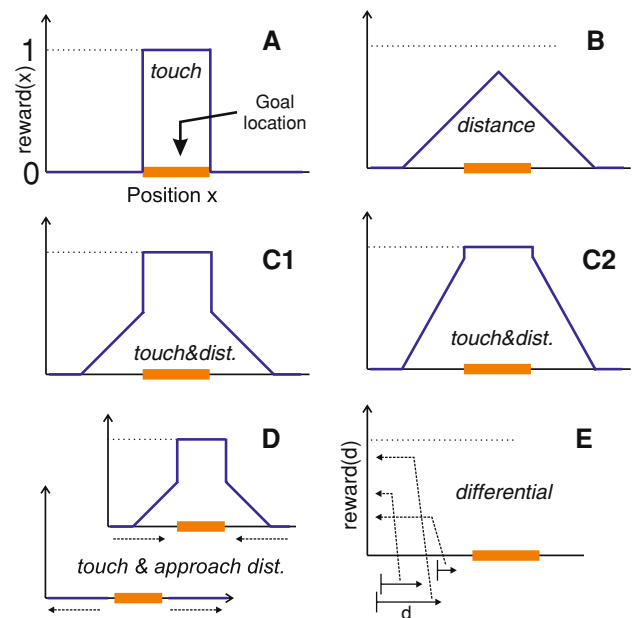 A
1
touch
reward(x)
Goal
location
0
Position x
B
distance
C1
touch&dist.
C2
touch&dist.
D
touch & approach dist.
E
reward(d)
differential
d